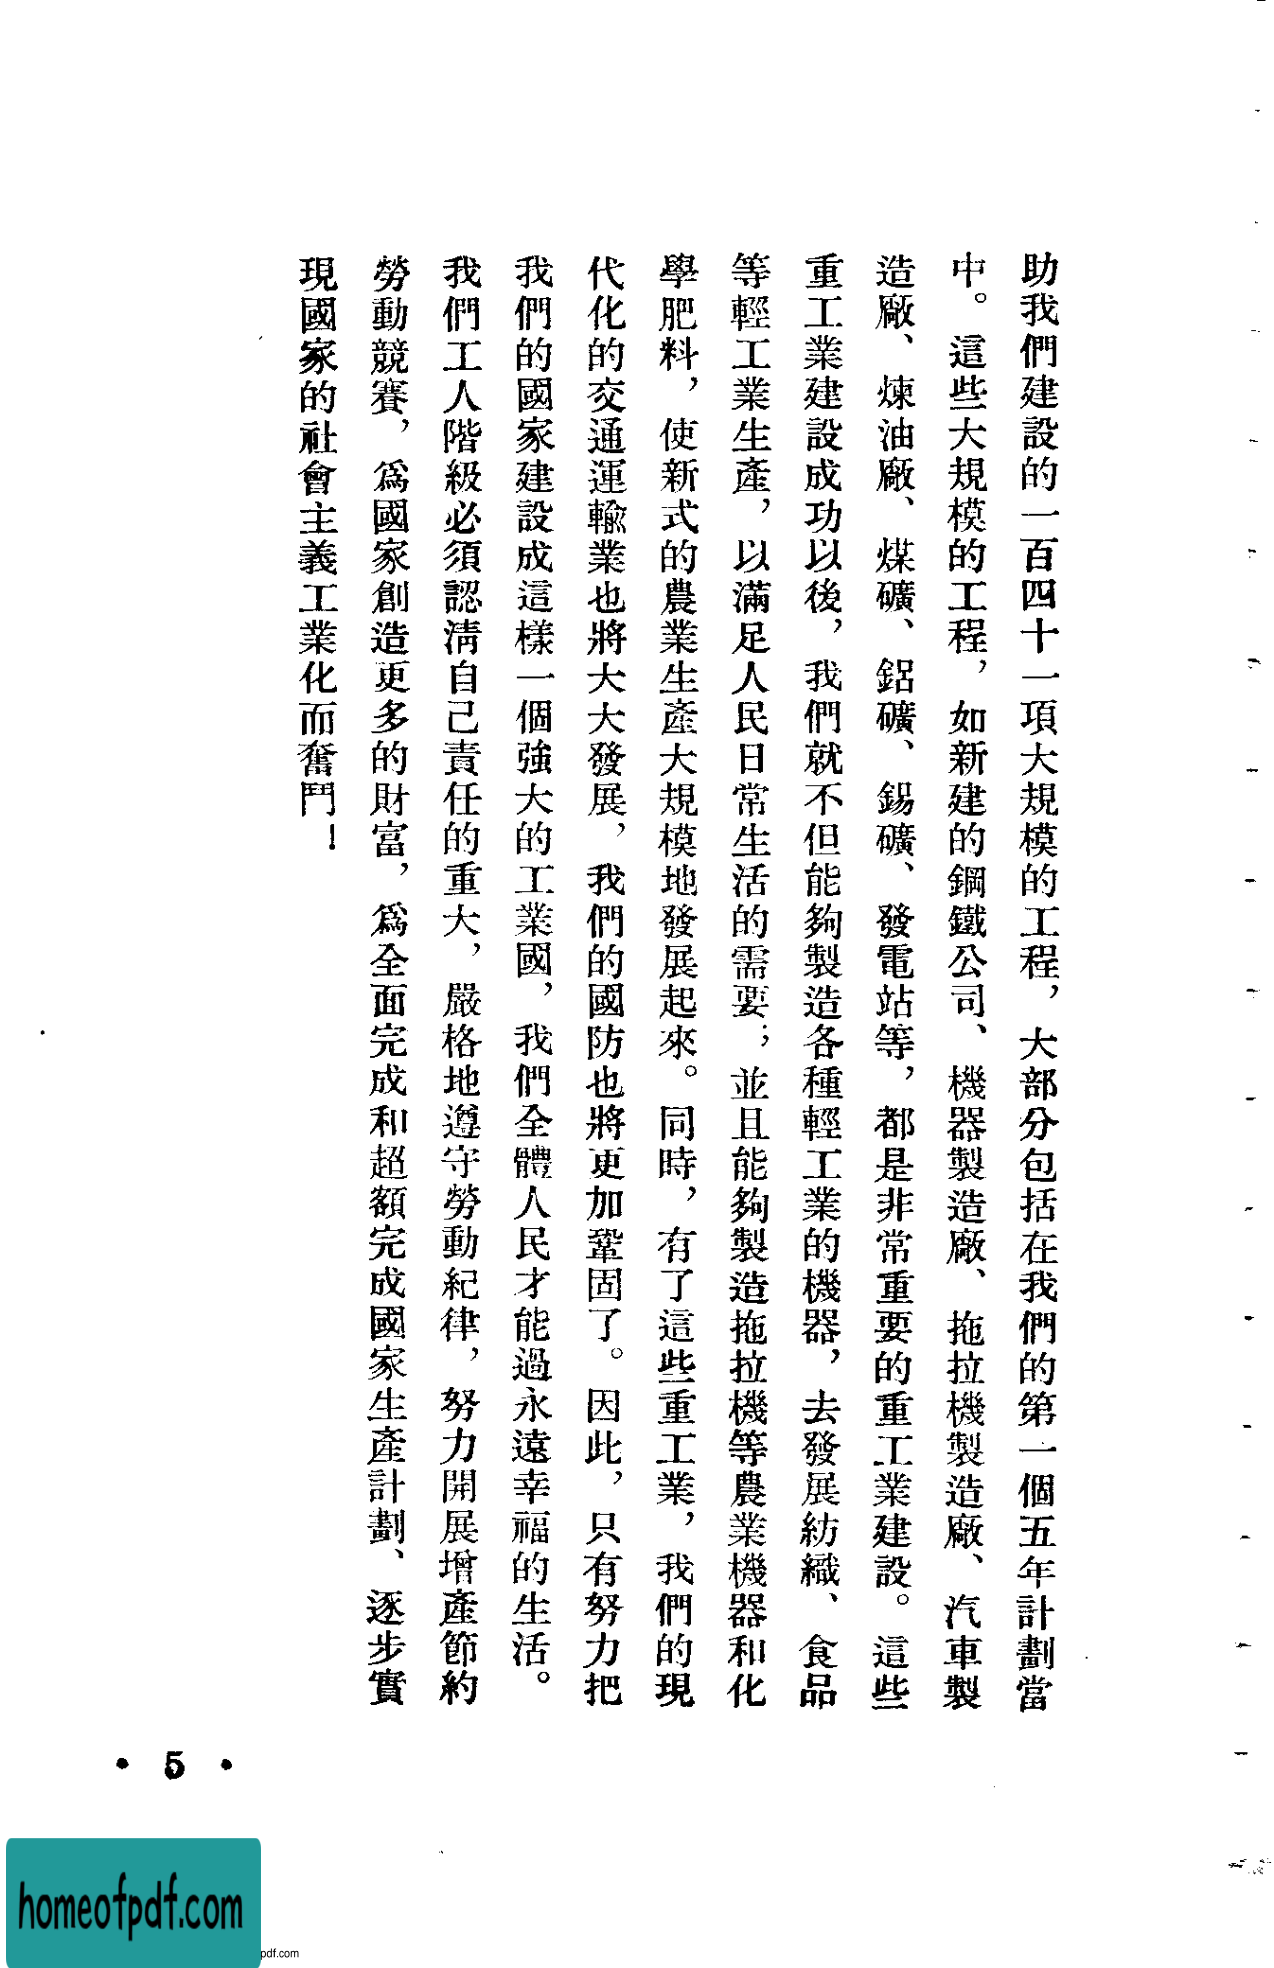 助我們建設的一百四十一項大規模的工程，大部分包括在我們的第一個五年計劃當
中。這些大規模的工程，如新建的鋼鐵公司、機器製造廠、拖拉機製造廠、汽車製
造廠、煉油廠、煤礦、鋁礦、錫礦、發電站等，都是非常重要的重工業建設。這些
重工業建設成功以後，我們就不但能夠製造各種輕工業的機器，去發展紡織、食品
等輕工業生產，以滿足人民日常生活的需要；並且能夠製造拖拉機等農業機器和化
學肥料，使新式的農業生產大規模地發展起來。同時，有了這些重工業，我們的現
代化的交通運輸業也將大大發展，我們的國防也將更加鞏固了。因此，只有努力把
我們的國家建設成這樣一個強大的工業國，我們全體人民才能過永遠幸福的生活。
我們工人階級必須認清自己責任的重大，嚴格地遵守勞動紀律，努力開展增產節約
勞動競賽，爲國家創造更多的財富，爲全面完成和超額完成國家生產計劃、逐步實
現國家的社會主義工業化而奮鬥！
• 5 •
homeofpdf.com
pdf.com